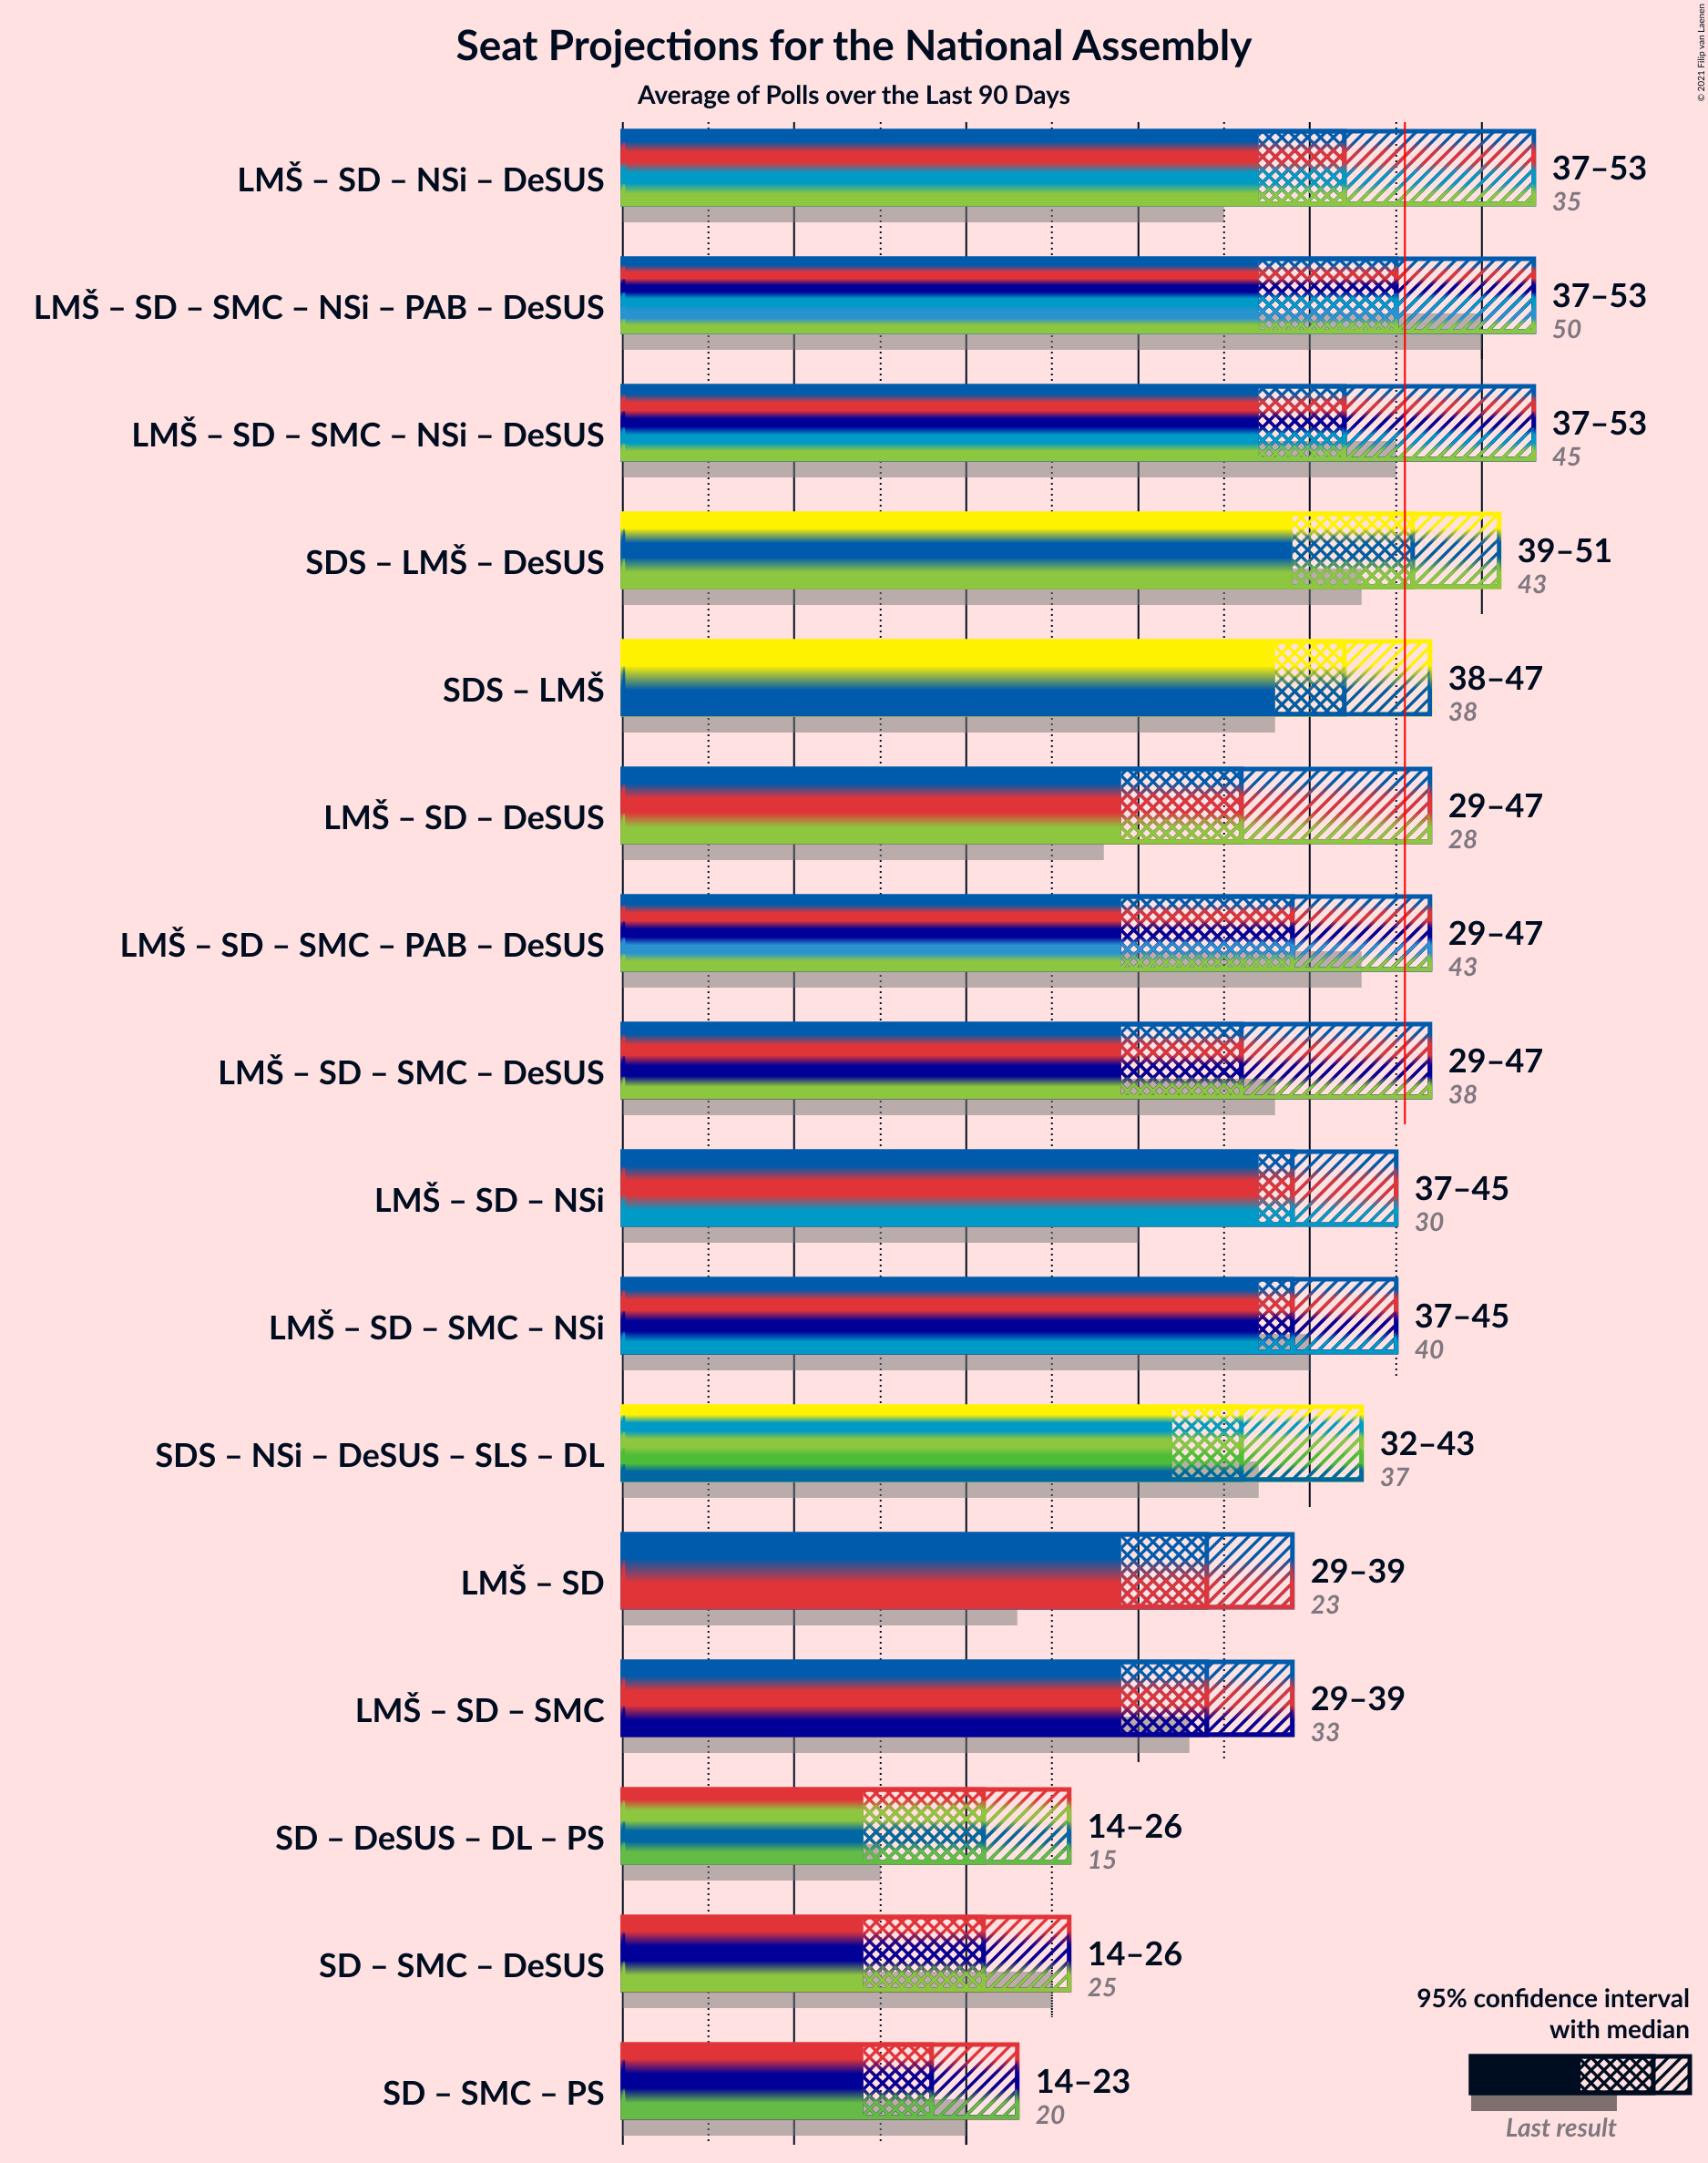 Seat Projections for the National Assembly
Average of Polls over the Last 90 Days
© 2021 Filip van Laenen
LMŠ – SD – NSi – DeSUS
37–53
35
LMŠ – SD – SMC – NSi – PAB – DeSUS
37–53
50
LMŠ – SD – SMC – NSi – DeSUS
37–53
45
SDS – LMŠ – DeSUS
39–51
43
SDS – LMŠ
38–47
38
LMŠ – SD – DeSUS
29–47
28
LMŠ – SD – SMC – PAB – DeSUS
29–47
43
LMŠ – SD – SMC – DeSUS
29–47
38
LMŠ – SD – NSi
37–45
30
LMŠ – SD – SMC – NSi
37–45
40
SDS – NSi – DeSUS – SLS – DL
32–43
37
LMŠ – SD
29–39
23
LMŠ – SD – SMC
29–39
33
SD – DeSUS – DL – PS
14–26
15
SD – SMC – DeSUS
14–26
25
SD – SMC – PS
14–23
20
95% confidence interval
with median
Last result